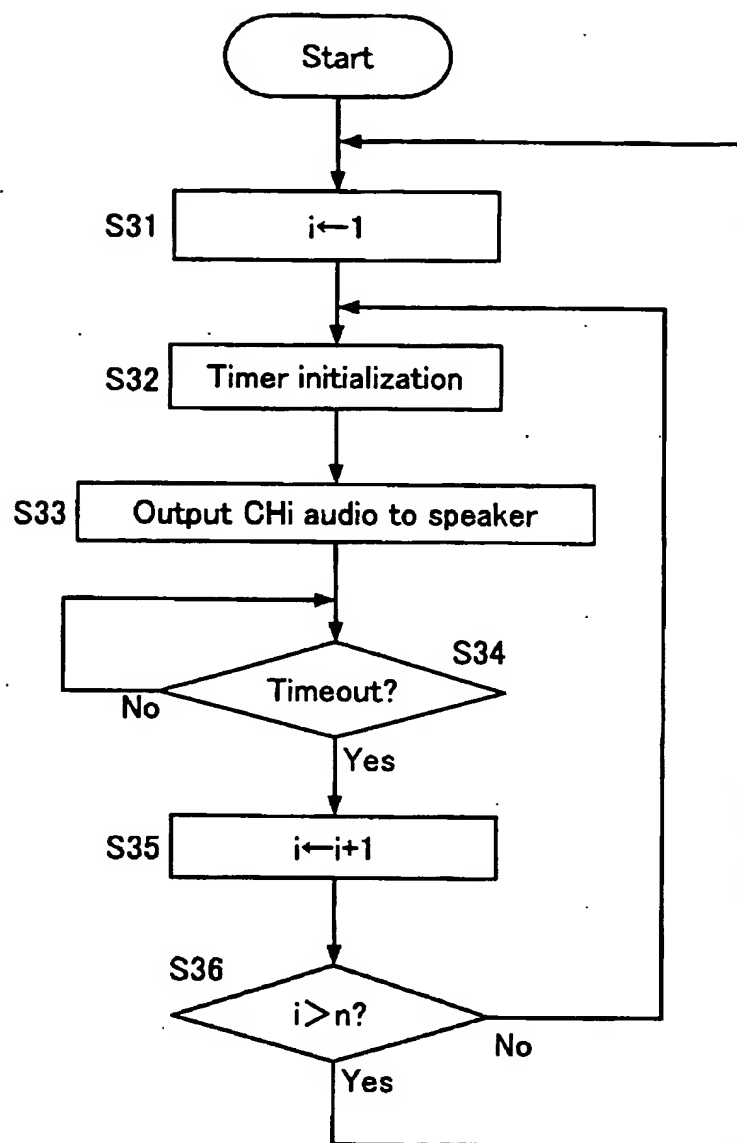 Start
S31
i←1
S32
Timer initialization
S33
Output CHi audio to speaker
S34
Timeout?
No
Yes
S35
i←i+1
S36
i>n?
No
Yes